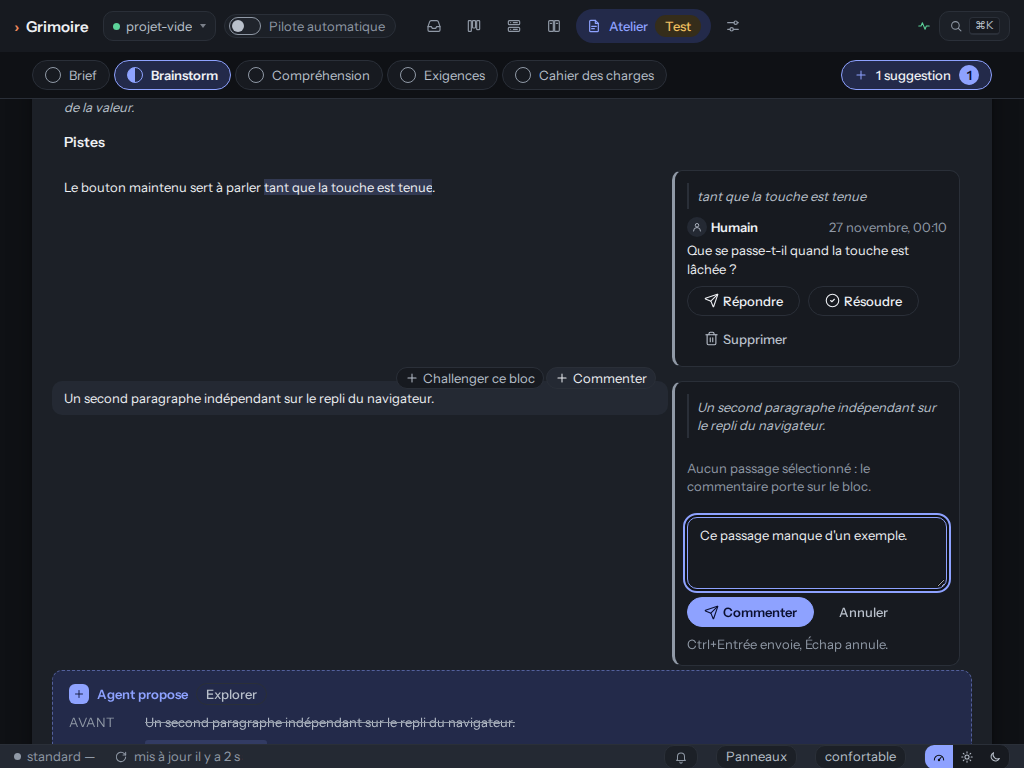 › Grimoire projet-vide Pilote automatique Atelier Test ⌘K
Brief Brainstorm Compréhension Exigences Cahier des charges + 1 suggestion 1
de la valeur.
Pistes
Le bouton maintenu sert à parler tant que la touche est tenue.
tant que la touche est tenue
Humain 27 novembre, 00:10
Que se passe-t-il quand la touche est
lâchée ?
Répondre Résoudre
Supprimer
+ Challenger ce bloc + Commenter
Un second paragraphe indépendant sur le repli du navigateur.
Un second paragraphe indépendant sur
le repli du navigateur.
Aucun passage sélectionné : le
commentaire porte sur le bloc.
Ce passage manque d'un exemple.
Commenter Annuler
Ctrl+Entrée envoie, Échap annule.
+ Agent propose Explorer
AVANT Un second paragraphe indépendant sur le repli du navigateur.
standard — mis à jour il y a 2 s Panneaux confortable